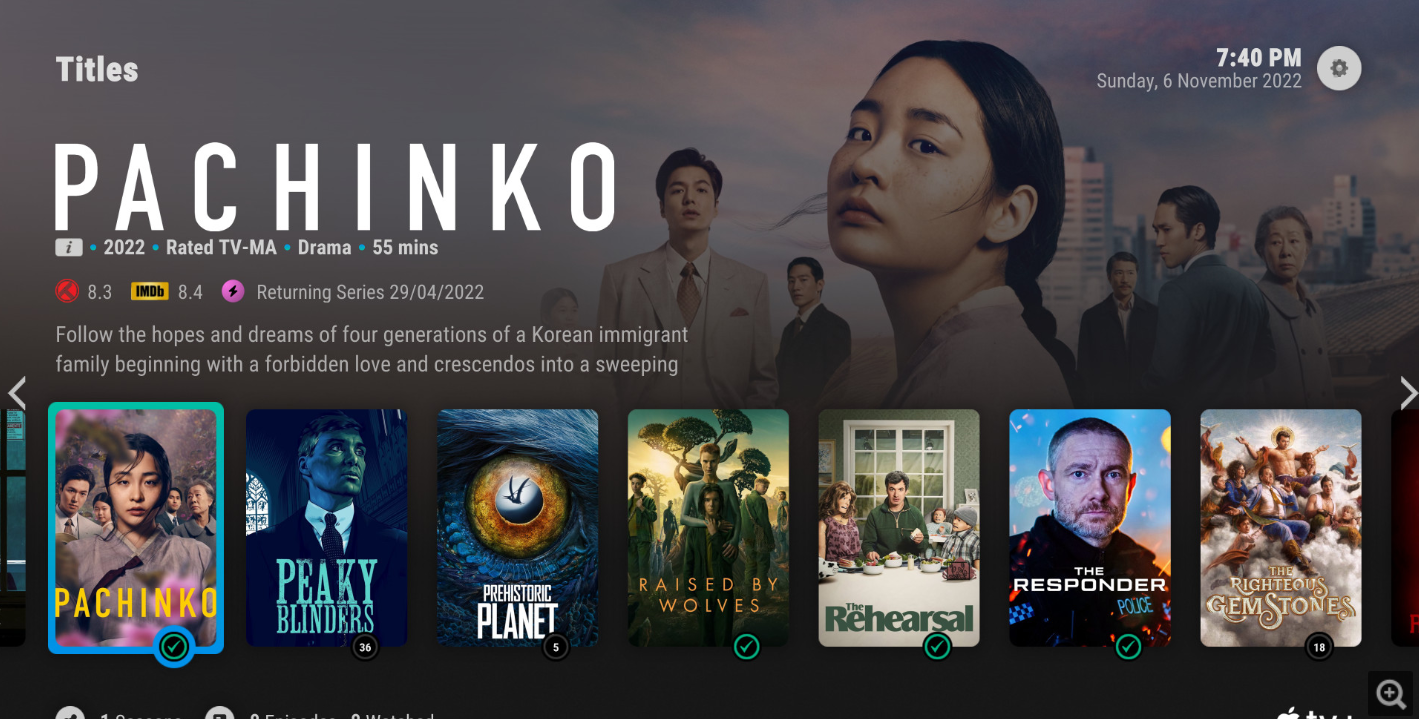 Titles
7:40 PM
Sunday, 6 November 2022
PACHINKO
i • 2022 • Rated TV-MA • Drama • 55 mins
8.3 IMDb 8.4 Returning Series 29/04/2022
Follow the hopes and dreams of four generations of a Korean immigrant
family beginning with a forbidden love and crescendos into a sweeping
PACHINKO
PEAKY
BLINDERS
PREHISTORIC
PLANET
RAISED BY
WOLVES
The
Rehearsal
THE
RESPONDER
POLICE
THE
RIGHTEOUS
GEMSTONES
36
5
18
tv+